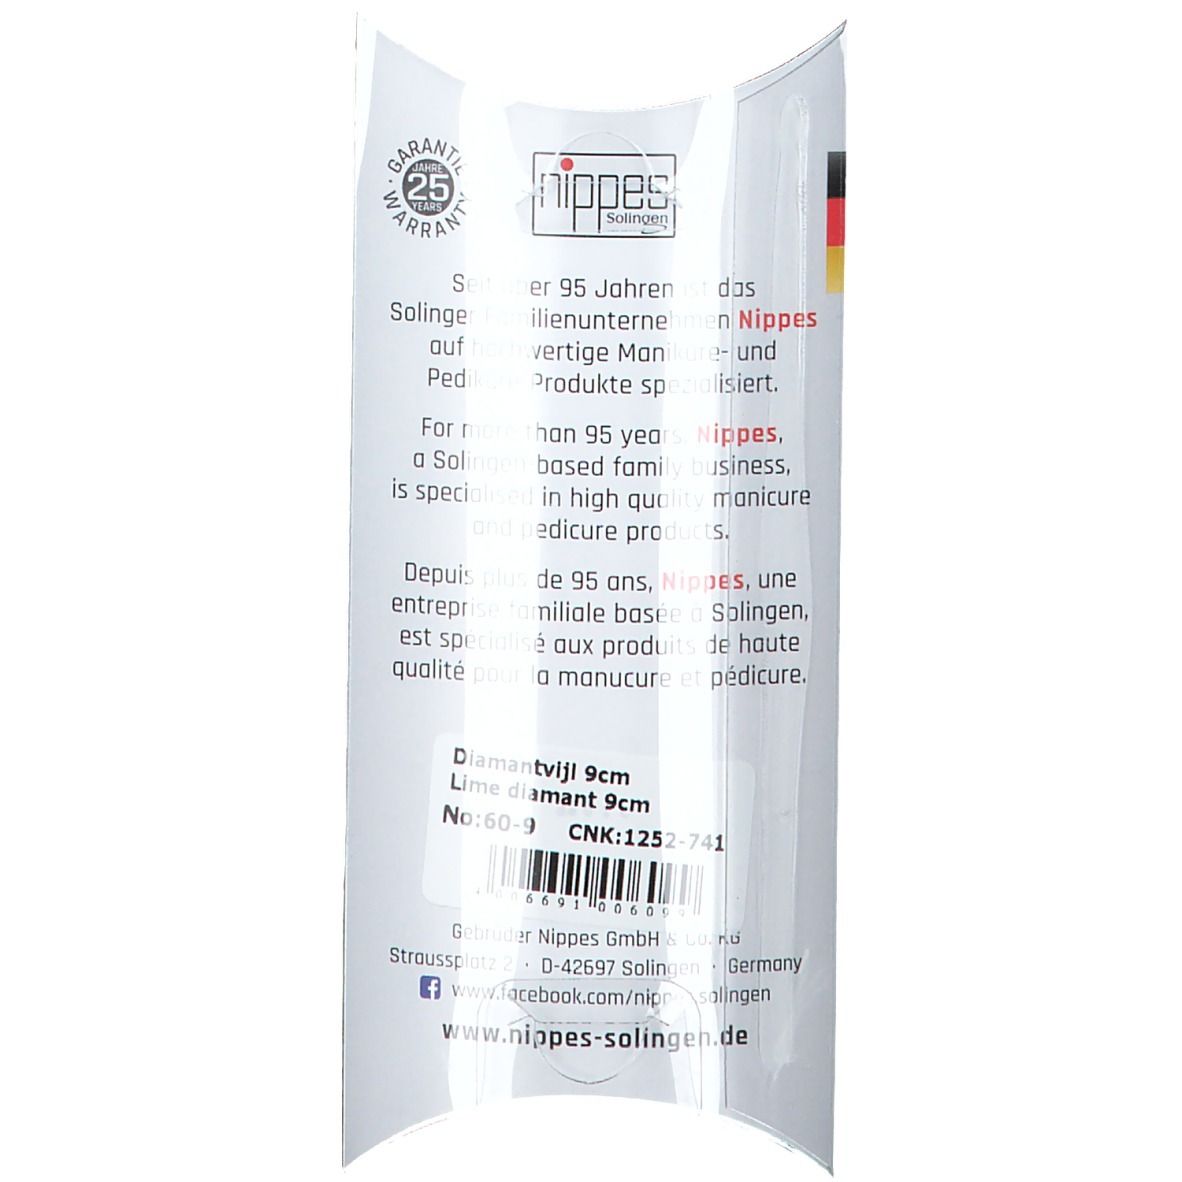 GARANTIE
JAHRE
25
YEARS
WARRANTY
nippes
Solingen
Seit über 95 Jahren ist das
Solinger Familienunternehmen Nippes
auf hochwertige Maniküre- und
Pediküre Produkte spezialisiert.
For more than 95 years, Nippes,
a Solingen-based family business,
is specialised in high quality manicure
and pedicure products.
Depuis plus de 95 ans, Nippes, une
entreprise familiale basée à Solingen,
est spécialisé aux produits de haute
qualité pour la manucure et pédicure.
Diamantvijl 9cm
Lime diamant 9cm
No:60-9 CNK:1252-741
4 006691 006099
Gebrüder Nippes GmbH & Co. KG
Straussplatz 2 · D-42697 Solingen · Germany
www.facebook.com/nippes.solingen
www.nippes-solingen.de